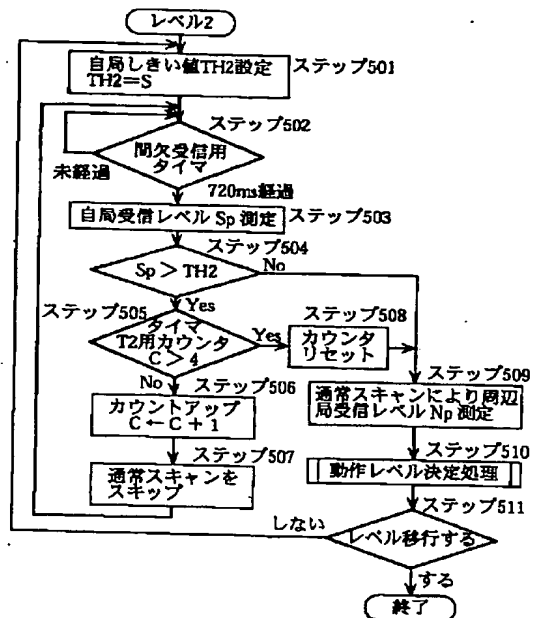 レベル2
自局しきい値TH2設定
TH2=S
ステップ501
ステップ502
間欠受信用
タイマ
未経過
720ms経過
自局受信レベル Sp 測定
ステップ503
ステップ504
Sp > TH2
No
Yes
ステップ505
タイマ
T2用カウンタ
C > 4
Yes
ステップ508
カウンタ
リセット
No
ステップ506
カウントアップ
C ← C + 1
ステップ507
通常スキャンを
スキップ
ステップ509
通常スキャンにより周辺
局受信レベル Np 測定
ステップ510
動作レベル決定処理
ステップ511
レベル移行する
しない
する
終了